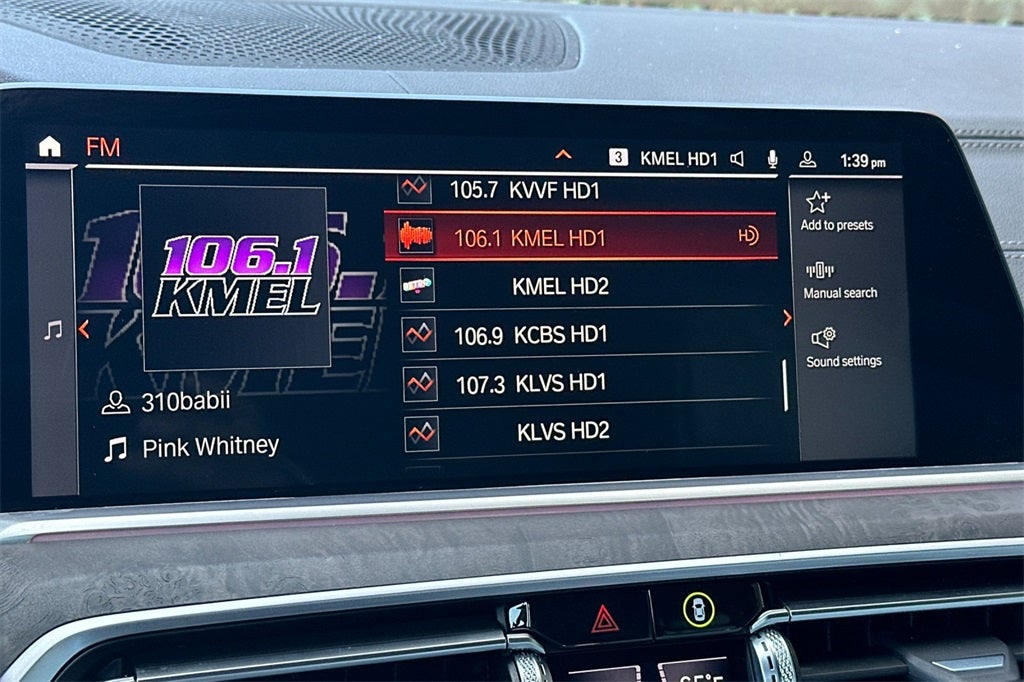 FM
3 KMEL HD1
1:39 pm
106.1
KMEL
310babii
Pink Whitney
105.7 KVVF HD1
106.1 KMEL HD1 HD
KMEL HD2
106.9 KCBS HD1
107.3 KLVS HD1
KLVS HD2
Add to presets
Manual search
Sound settings